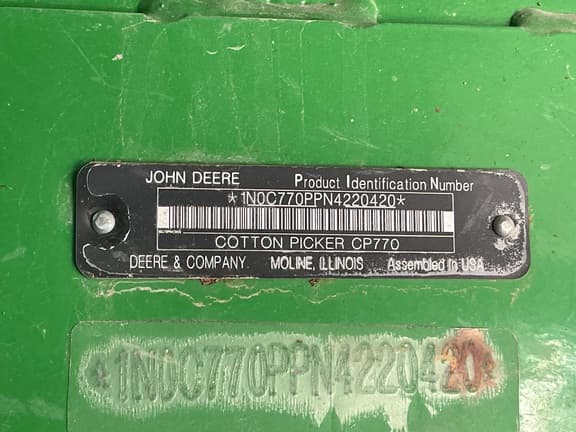 JOHN DEERE Product Identification Number
*1N0C770PPN4220420*
COTTON PICKER CP770
DEERE & COMPANY MOLINE, ILLINOIS Assembled in USA
*1N0C770PPN4220420*